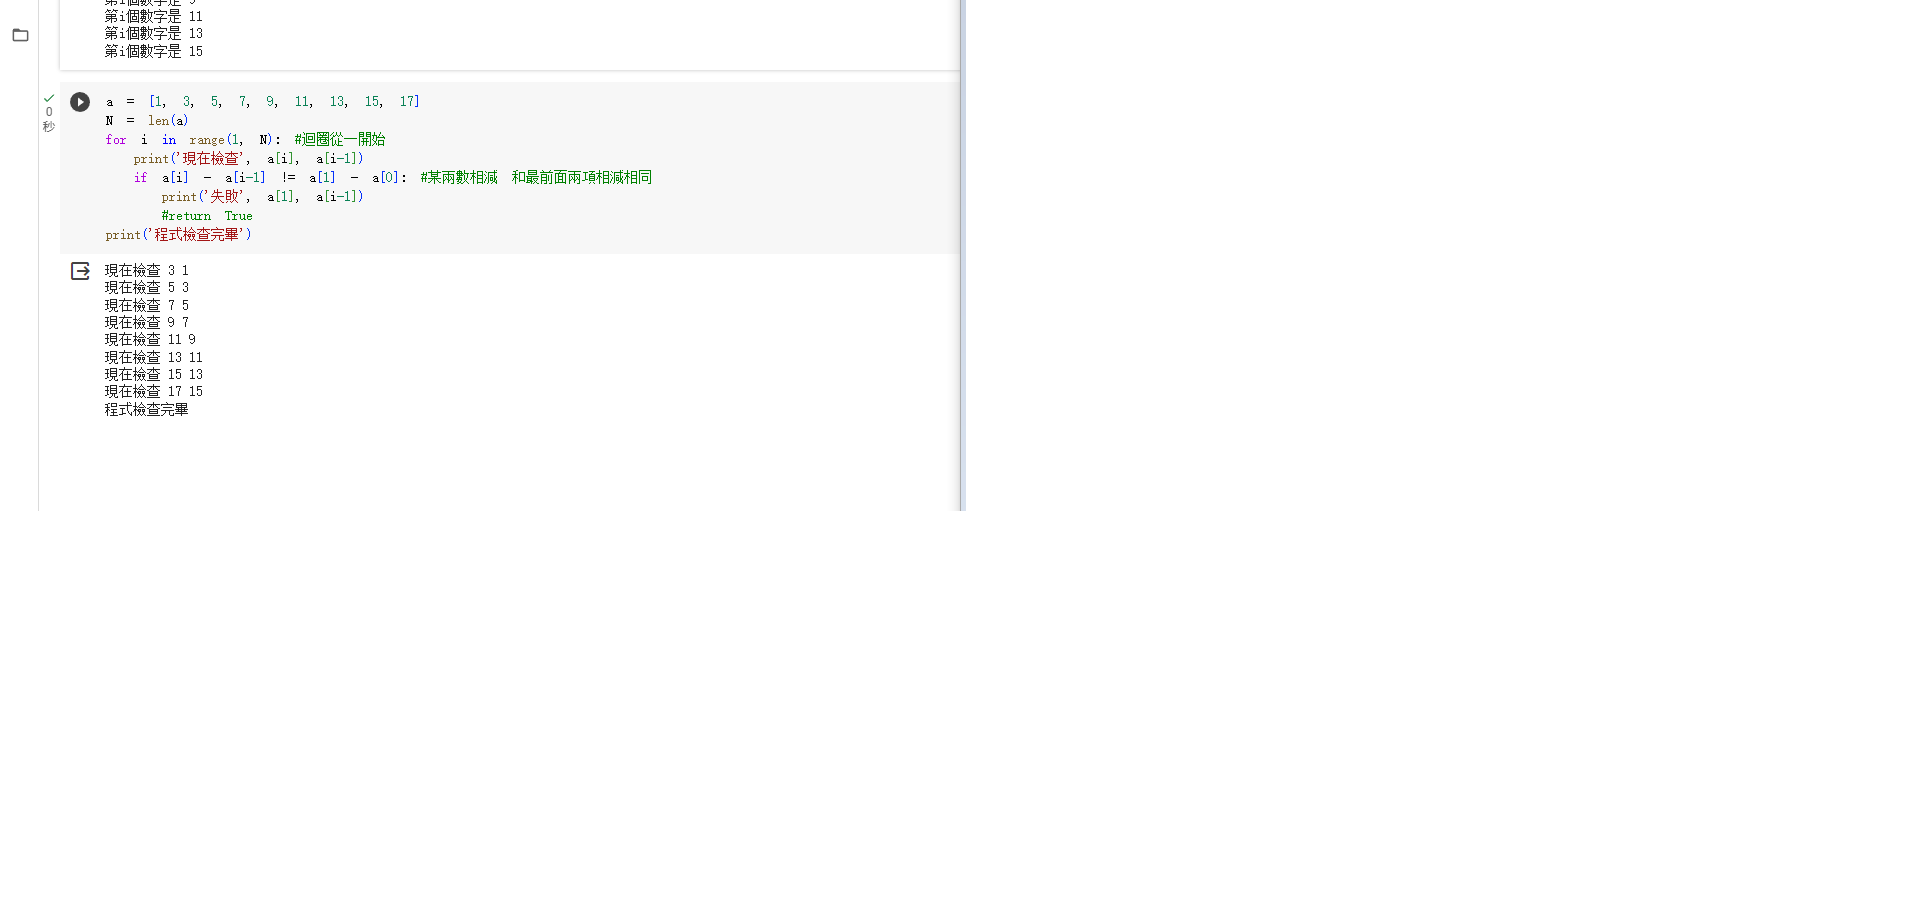 第i個數字是 9
第i個數字是 11
第i個數字是 13
第i個數字是 15
0
秒
a = [1, 3, 5, 7, 9, 11, 13, 15, 17]
N = len(a)
for i in range(1, N): #迴圈從一開始
    print('現在檢查', a[i], a[i-1])
    if a[i] - a[i-1] != a[1] - a[0]: #某兩數相減 和最前面兩項相減相同
        print('失敗', a[1], a[i-1])
        #return True
print('程式檢查完畢')
現在檢查 3 1
現在檢查 5 3
現在檢查 7 5
現在檢查 9 7
現在檢查 11 9
現在檢查 13 11
現在檢查 15 13
現在檢查 17 15
程式檢查完畢